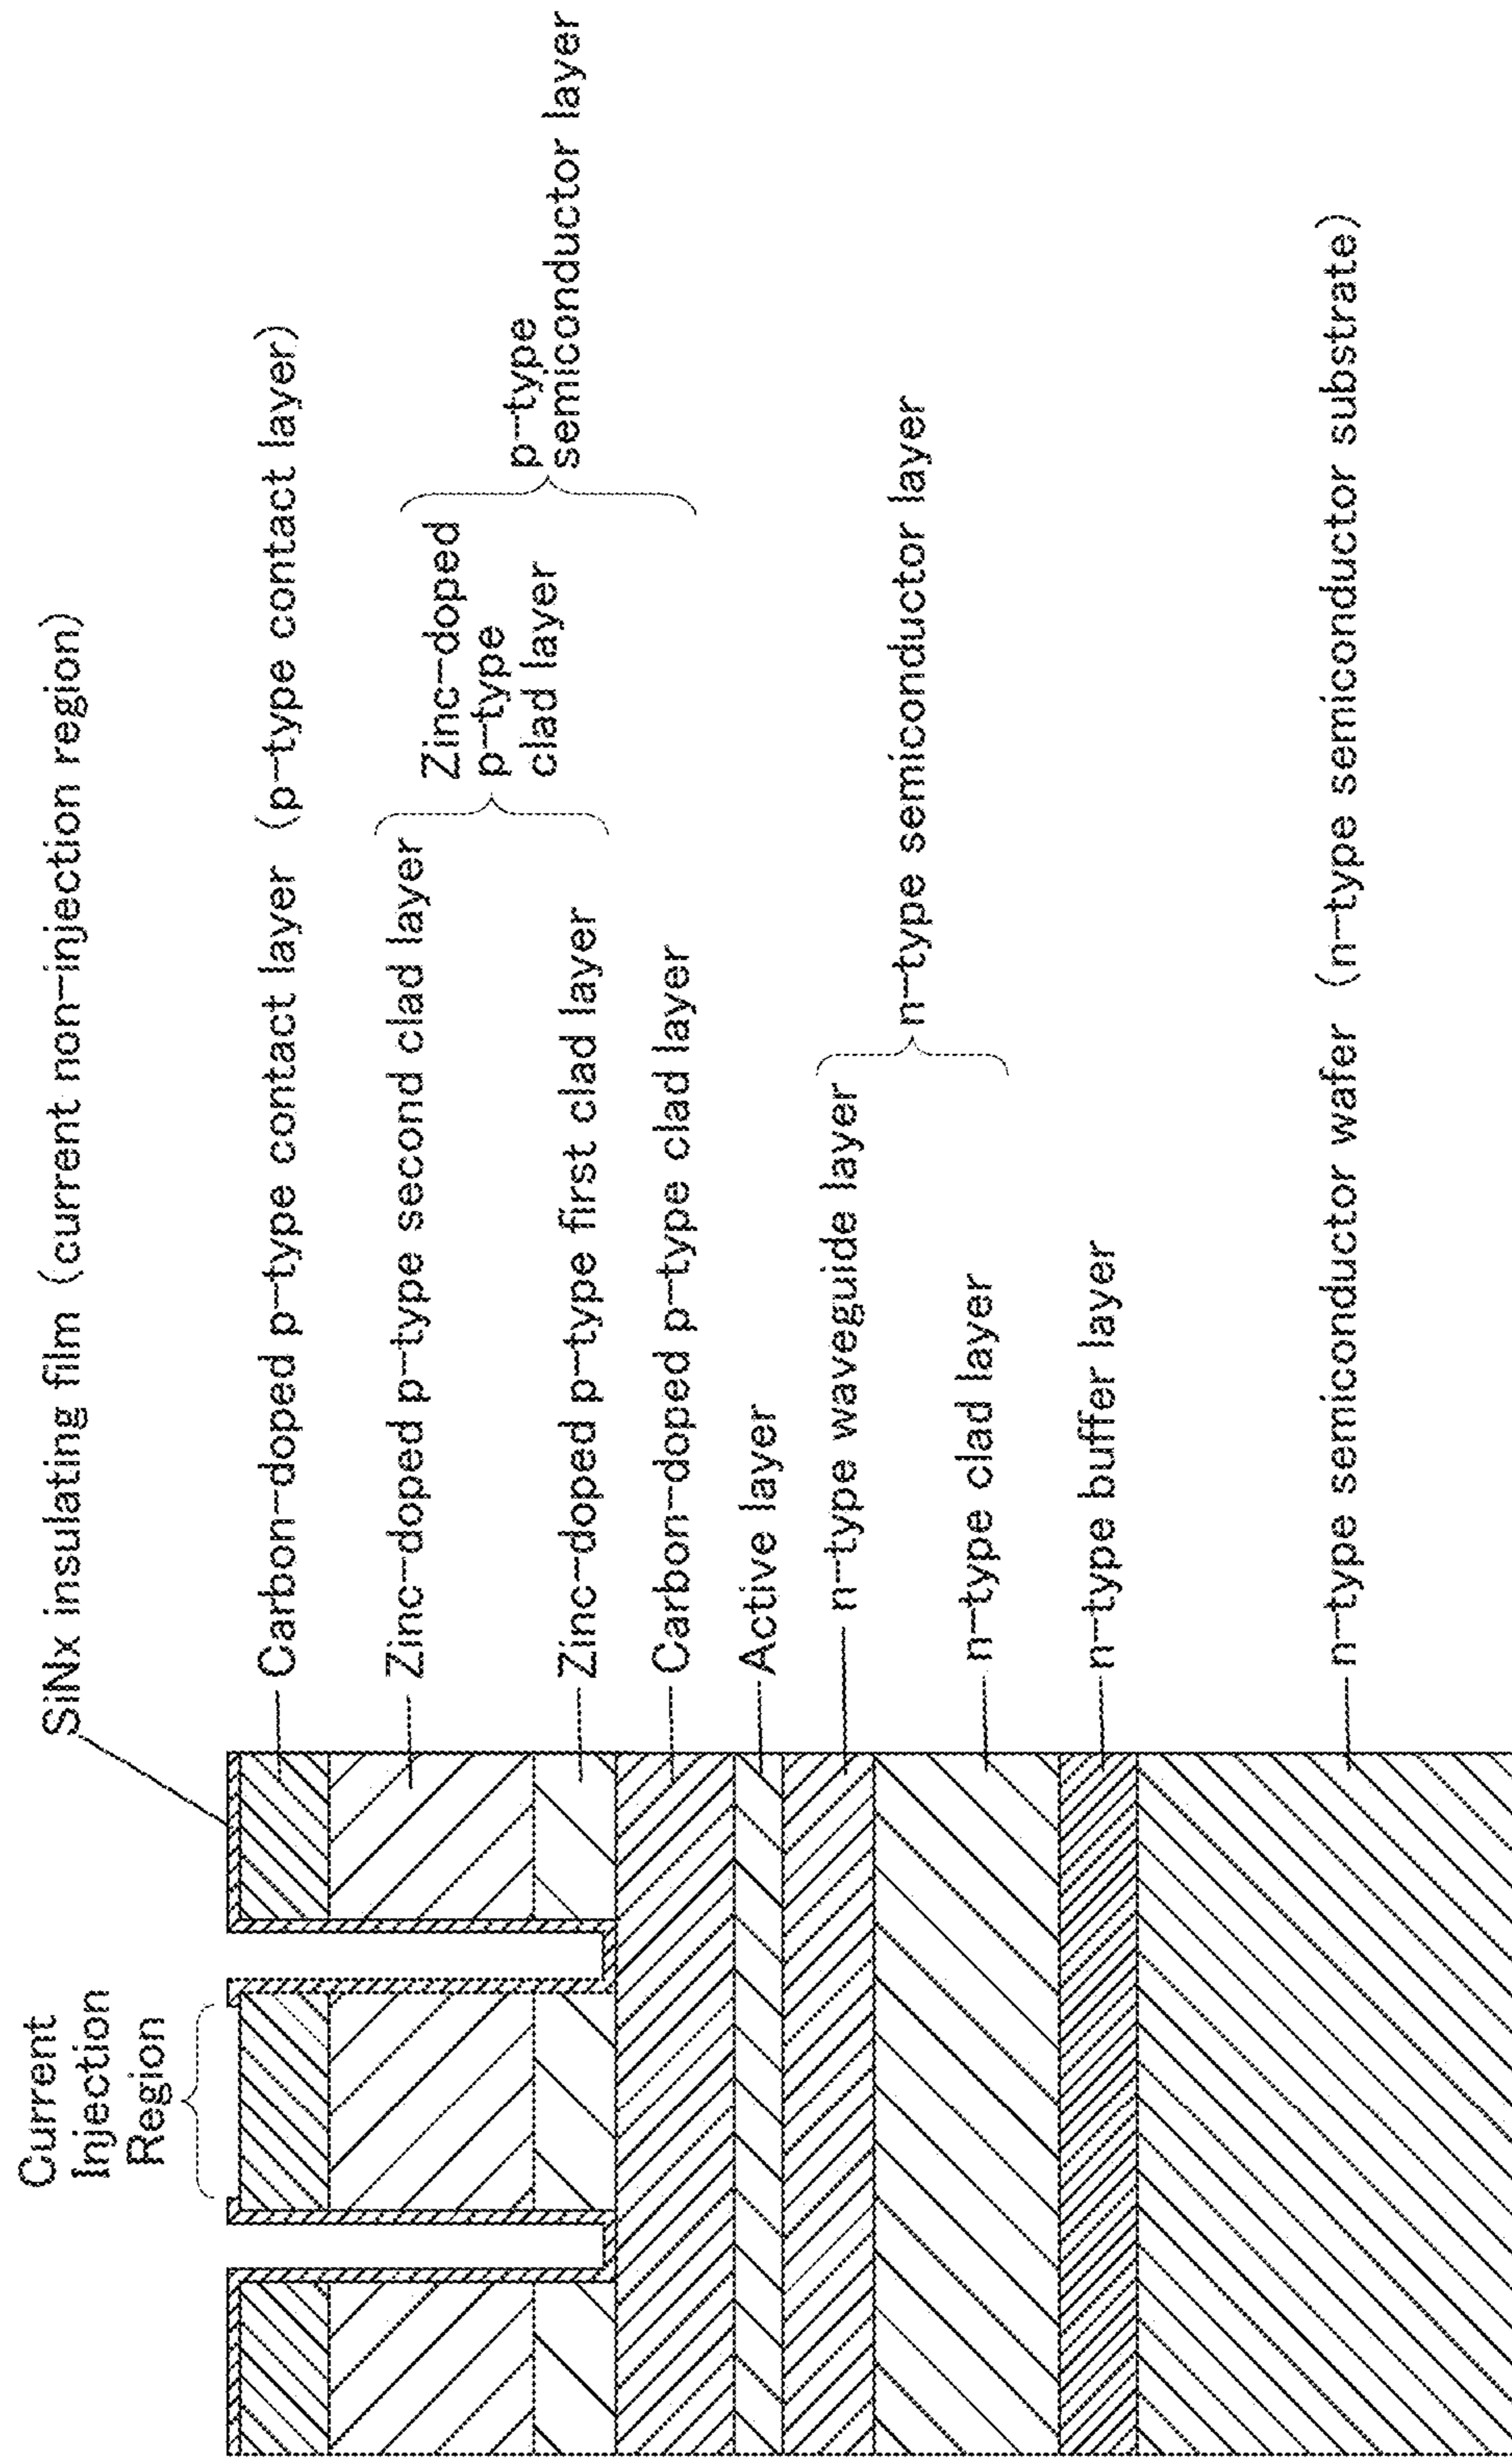 Current
Injection
Region
SiNx insulating film (current non-injection region)
Carbon-doped p-type contact layer (p-type contact layer)
Zinc-doped p-type second clad layer
Zinc-doped p-type first clad layer
Zinc-doped
p-type
clad layer
p-type
semiconductor layer
Carbon-doped p-type clad layer
Active layer
n-type waveguide layer
n-type clad layer
n-type semiconductor layer
n-type buffer layer
n-type semiconductor wafer (n-type semiconductor substrate)